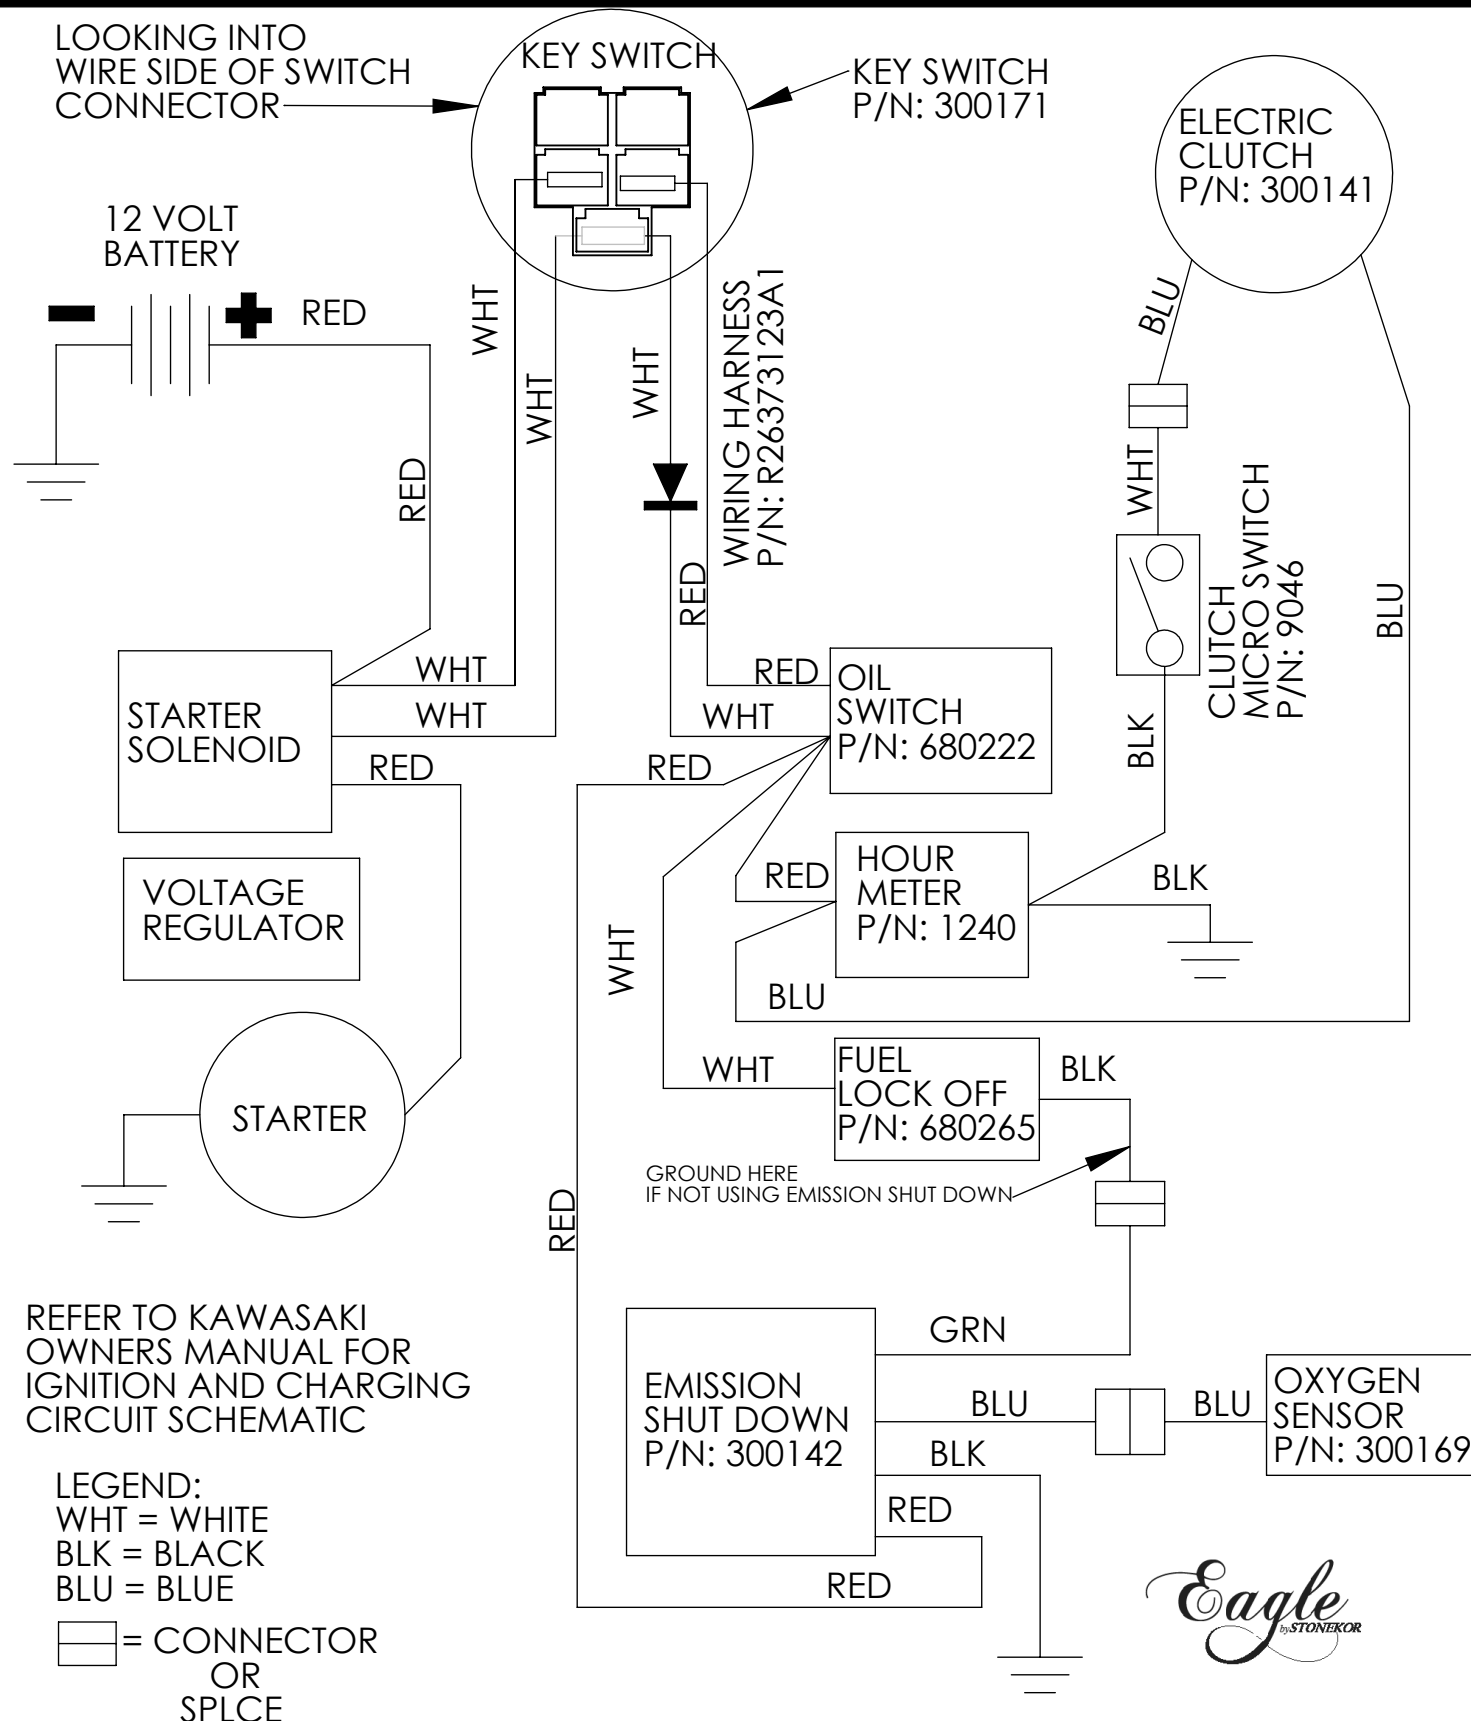 LOOKING INTO
WIRE SIDE OF SWITCH
CONNECTOR
KEY SWITCH
KEY SWITCH
P/N: 300171
ELECTRIC
CLUTCH
P/N: 300141
12 VOLT
BATTERY
RED
RED
WHT
WHT
WHT
WIRING HARNESS
P/N: R263731 23A1
RED
BLU
WHT
CLUTCH
MICRO SWITCH
P/N: 9046
BLU
BLK
STARTER
SOLENOID
WHT
WHT
RED
RED
WHT
RED
OIL
SWITCH
P/N: 680222
VOLTAGE
REGULATOR
RED
HOUR
METER
P/N: 1240
BLK
WHT
BLU
STARTER
WHT
FUEL
LOCK OFF
P/N: 680265
BLK
GROUND HERE
IF NOT USING EMISSION SHUT DOWN
RED
REFER TO KAWASAKI
OWNERS MANUAL FOR
IGNITION AND CHARGING
CIRCUIT SCHEMATIC
EMISSION
SHUT DOWN
P/N: 300142
GRN
BLU
BLU
OXYGEN
SENSOR
P/N: 300169
BLK
RED
RED
LEGEND:
WHT = WHITE
BLK = BLACK
BLU = BLUE
= CONNECTOR
OR
SPLCE
Eagle
by STONEKOR